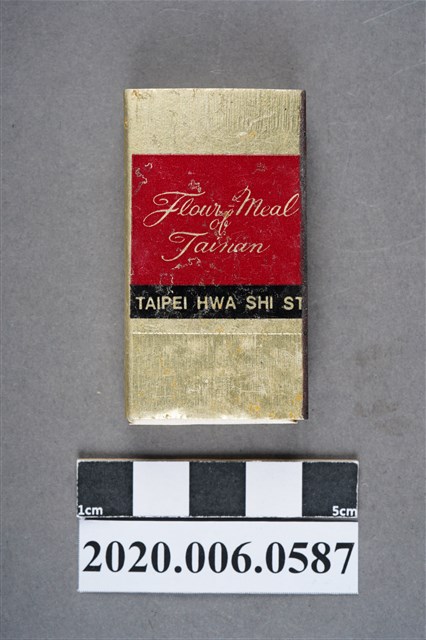 Flour-Meal
of
Tainan
TAIPEI HWA SHI ST
1cm 5cm
2020.006.0587